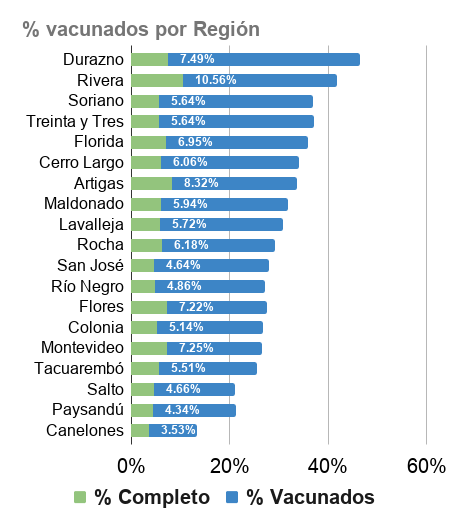 % vacunados por Región
Durazno 7.49%
Rivera 10.56%
Soriano 5.64%
Treinta y Tres 5.64%
Florida 6.95%
Cerro Largo 6.06%
Artigas 8.32%
Maldonado 5.94%
Lavalleja 5.72%
Rocha 6.18%
San José 4.64%
Río Negro 4.86%
Flores 7.22%
Colonia 5.14%
Montevideo 7.25%
Tacuarembó 5.51%
Salto 4.66%
Paysandú 4.34%
Canelones 3.53%
0% 20% 40% 60%
% Completo % Vacunados